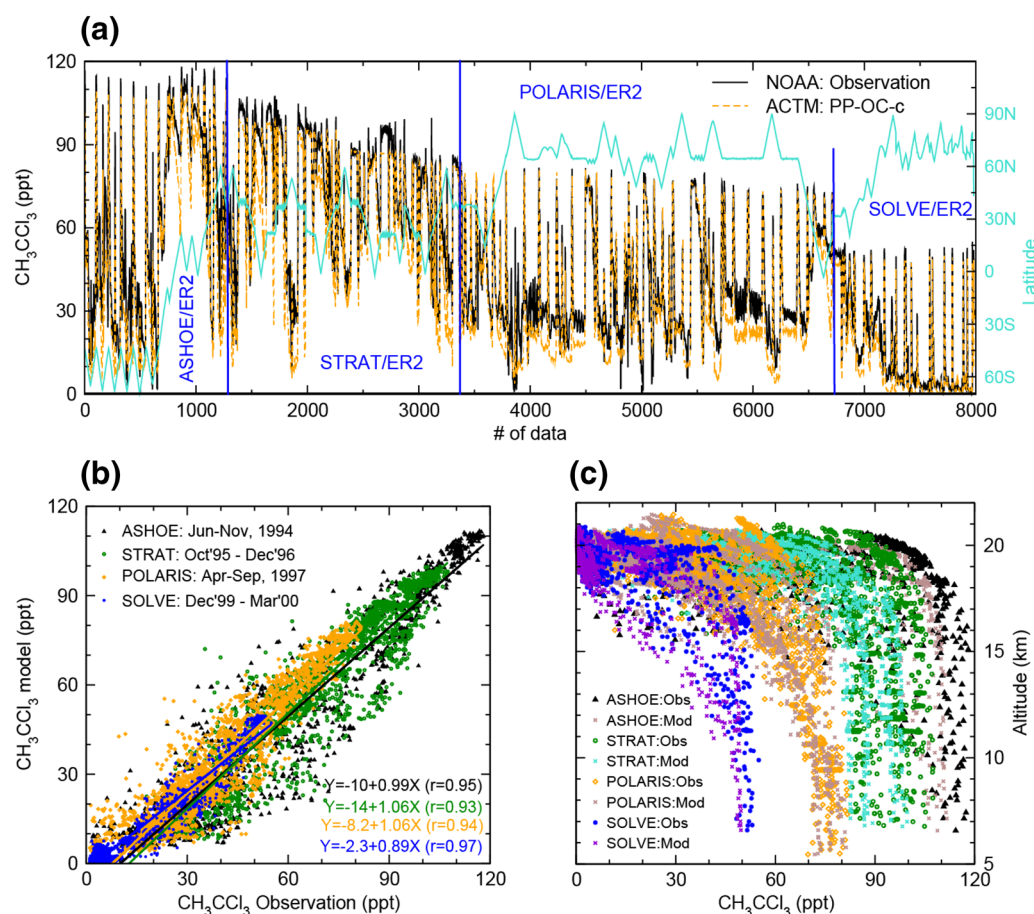 (a)
120
90
60
30
0
CH3CCl3 (ppt)
POLARIS/ER2
NOAA: Observation
ACTM: PP-OC-c
ASHOE/ER2
STRAT/ER2
SOLVE/ER2
90N
60N
30N
0
30S
60S
Latitude
0 1000 2000 3000 4000 5000 6000 7000 8000
# of data
(b)
120
90
60
30
0
CH3CCl3 model (ppt)
ASHOE: Jun-Nov, 1994
STRAT: Oct'95 - Dec'96
POLARIS: Apr-Sep, 1997
SOLVE: Dec'99 - Mar'00
Y=-10+0.99X (r=0.95)
Y=-14+1.06X (r=0.93)
Y=-8.2+1.06X (r=0.94)
Y=-2.3+0.89X (r=0.97)
0 30 60 90 120
CH3CCl3 Observation (ppt)
(c)
ASHOE:Obs
ASHOE:Mod
STRAT:Obs
STRAT:Mod
POLARIS:Obs
POLARIS:Mod
SOLVE:Obs
SOLVE:Mod
20
15
10
5
Altitude (km)
0 30 60 90 120
CH3CCl3 (ppt)